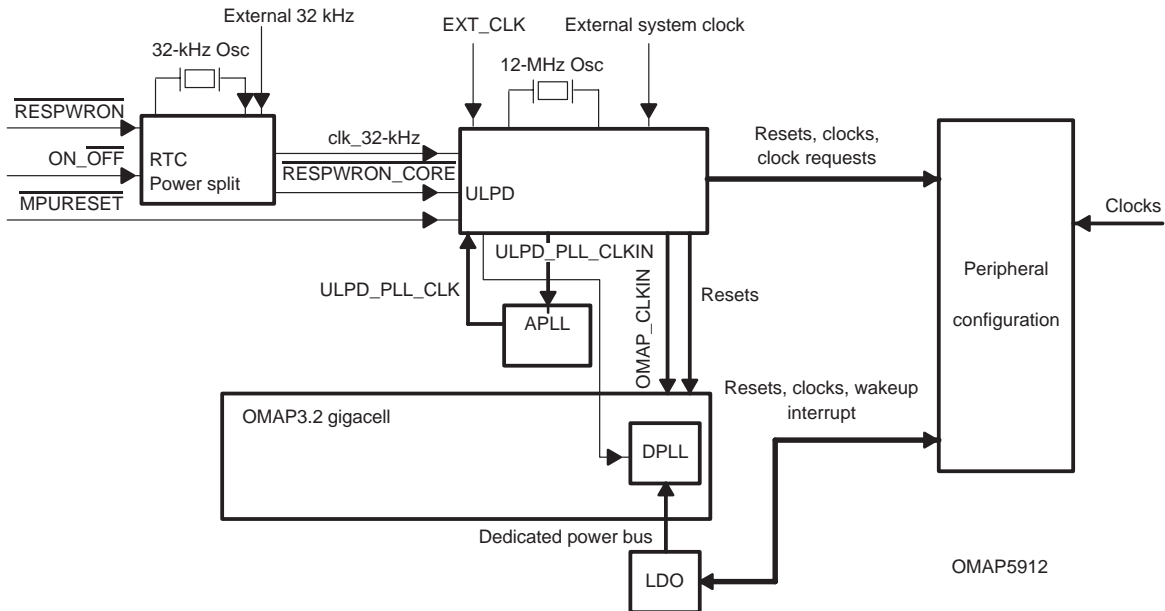 External 32 kHz
EXT_CLK
External system clock
32-kHz Osc
12-MHz Osc
RESPWRON
ON_OFF
MPURESET
RTC
Power split
clk_32-kHz
RESPWRON_CORE
ULPD
Resets, clocks,
clock requests
Clocks
Peripheral
configuration
ULPD_PLL_CLKIN
ULPD_PLL_CLK
APLL
OMAP_CLKIN
Resets
Resets, clocks, wakeup
interrupt
OMAP3.2 gigacell
DPLL
Dedicated power bus
LDO
OMAP5912